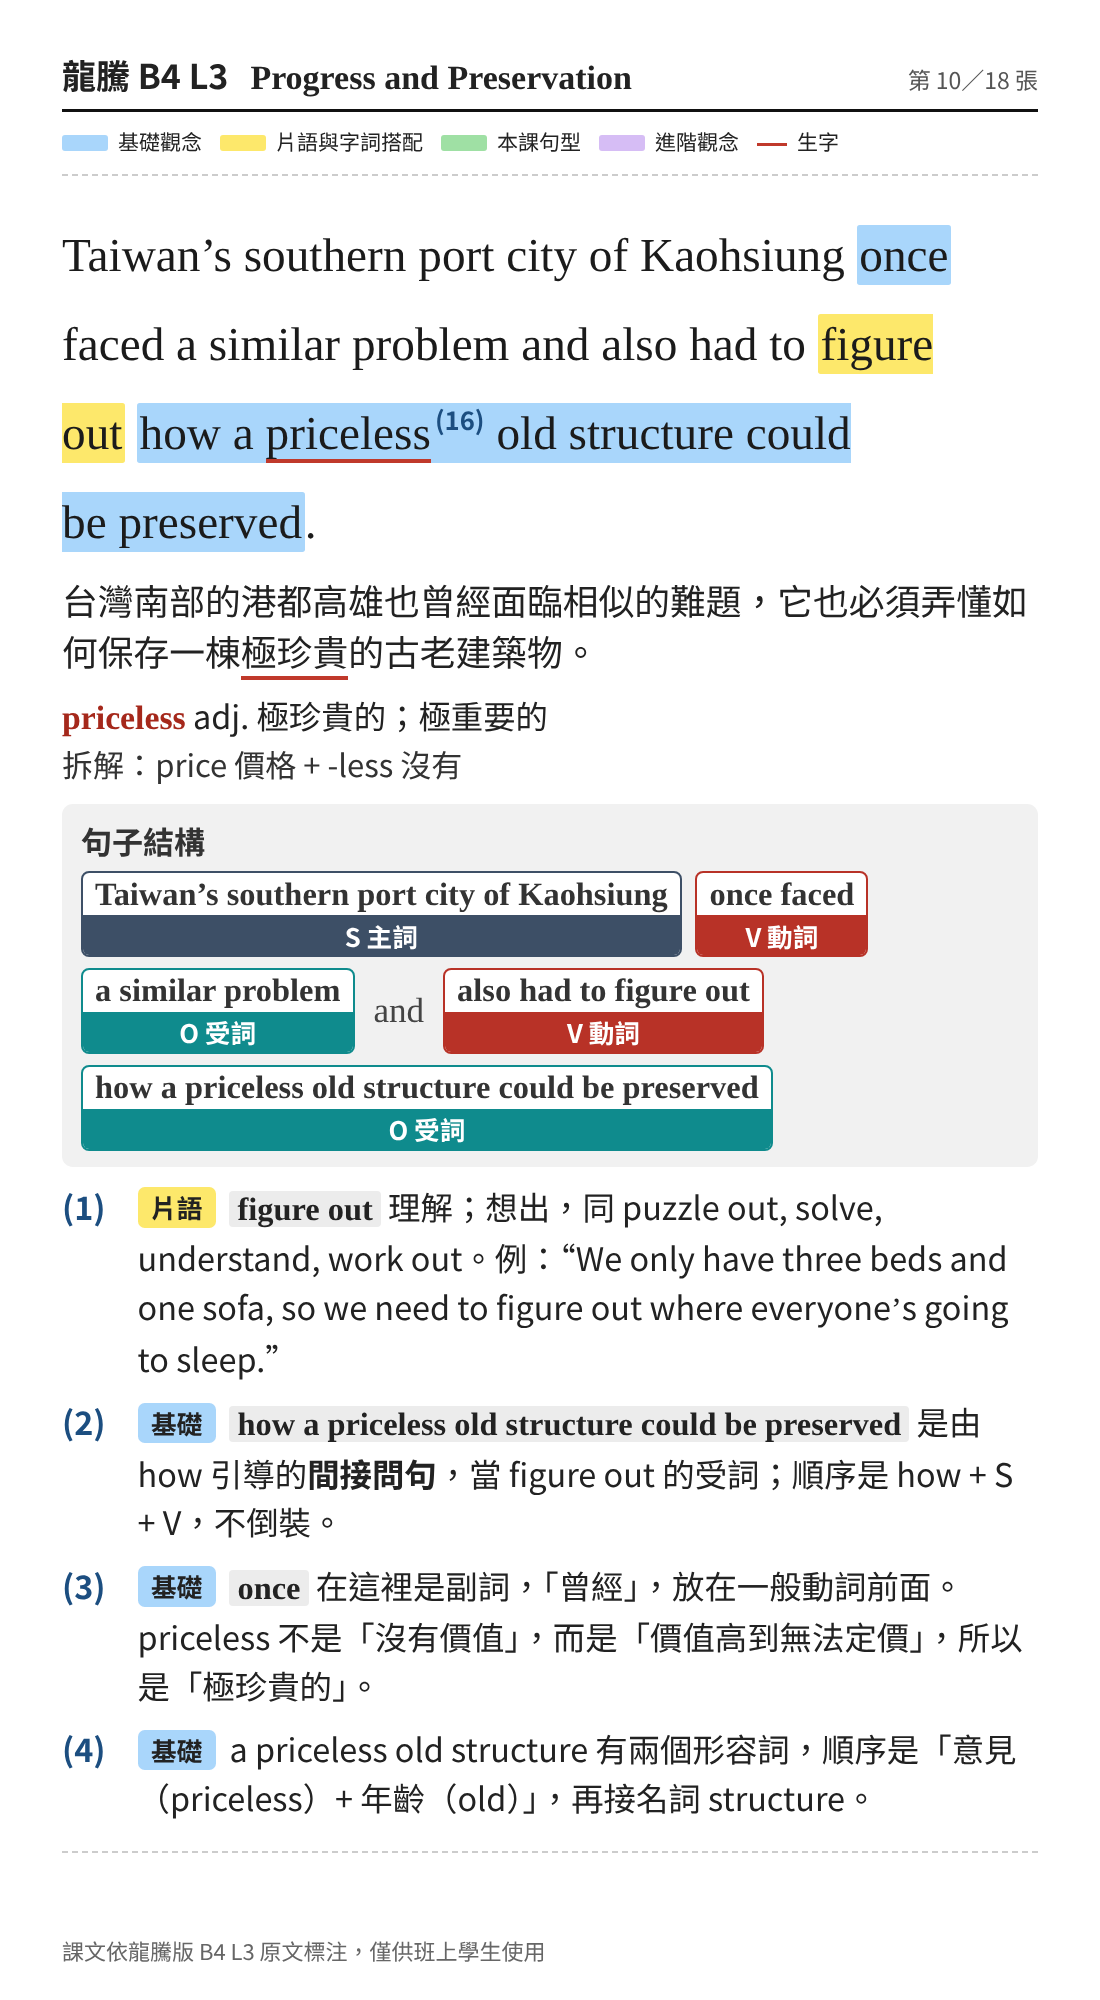 龍騰 B4 L3 Progress and Preservation 第 10／18 張
基礎觀念 片語與字詞搭配 本課句型 進階觀念 生字
Taiwan’s southern port city of Kaohsiung once
faced a similar problem and also had to figure
out how a priceless(16) old structure could
be preserved.
台灣南部的港都高雄也曾經面臨相似的難題，它也必須弄懂如
何保存一棟極珍貴的古老建築物。
priceless adj. 極珍貴的；極重要的
拆解：price 價格 + -less 沒有
句子結構
Taiwan’s southern port city of Kaohsiung once faced
S 主詞 V 動詞
a similar problem and also had to figure out
O 受詞 V 動詞
how a priceless old structure could be preserved
O 受詞
(1) 片語 figure out 理解；想出，同 puzzle out, solve,
understand, work out。例：“We only have three beds and
one sofa, so we need to figure out where everyone’s going
to sleep.”
(2) 基礎 how a priceless old structure could be preserved 是由
how 引導的間接問句，當 figure out 的受詞；順序是 how + S
+ V，不倒裝。
(3) 基礎 once 在這裡是副詞，「曾經」，放在一般動詞前面。
priceless 不是「沒有價值」，而是「價值高到無法定價」，所以
是「極珍貴的」。
(4) 基礎 a priceless old structure 有兩個形容詞，順序是「意見
（priceless）+ 年齡（old）」，再接名詞 structure。
課文依龍騰版 B4 L3 原文標注，僅供班上學生使用